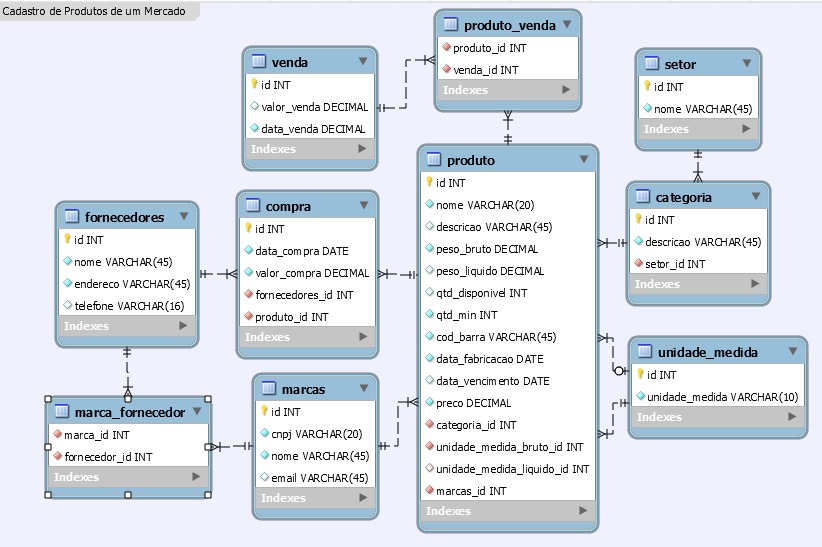 Cadastro de Produtos de um Mercado
produto_venda
produto_id INT
venda_id INT
Indexes
venda
id INT
valor_venda DECIMAL
data_venda DECIMAL
Indexes
setor
id INT
nome VARCHAR(45)
Indexes
produto
id INT
nome VARCHAR(20)
descricao VARCHAR(45)
peso_bruto DECIMAL
peso_liquido DECIMAL
qtd_disponivel INT
qtd_min INT
cod_barra VARCHAR(45)
data_fabricacao DATE
data_vencimento DATE
preco DECIMAL
categoria_id INT
unidade_medida_bruto_id INT
unidade_medida_liquido_id INT
marcas_id INT
Indexes
categoria
id INT
descricao VARCHAR(45)
setor_id INT
Indexes
fornecedores
id INT
nome VARCHAR(45)
endereco VARCHAR(45)
telefone VARCHAR(16)
Indexes
compra
id INT
data_compra DATE
valor_compra DECIMAL
fornecedores_id INT
produto_id INT
Indexes
unidade_medida
id INT
unidade_medida VARCHAR(10)
Indexes
marca_fornecedor
marca_id INT
fornecedor_id INT
Indexes
marcas
id INT
cnpj VARCHAR(20)
nome VARCHAR(45)
email VARCHAR(45)
Indexes